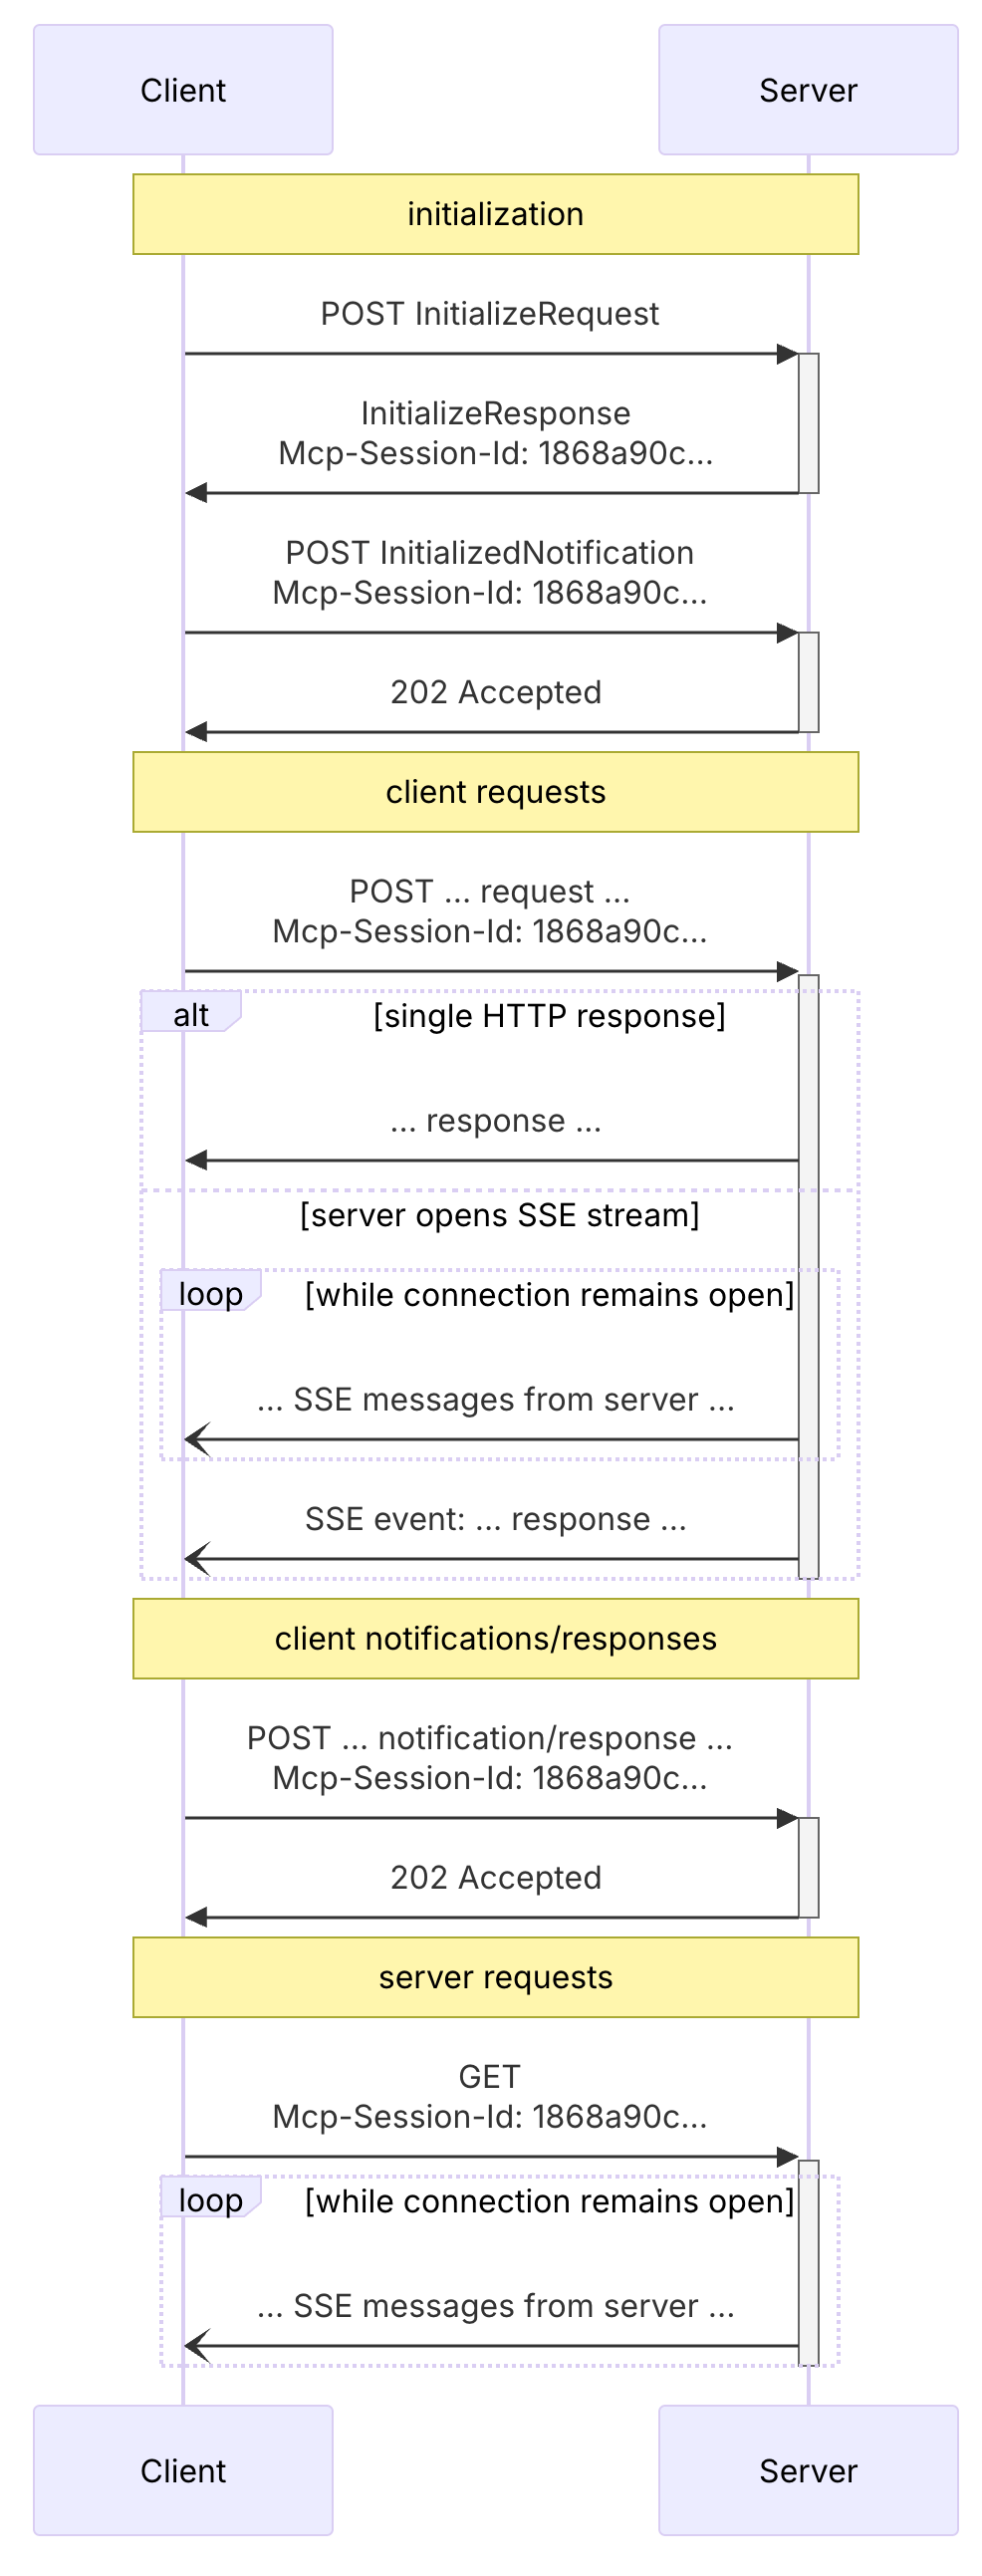 Client
Server
initialization
POST InitializeRequest
InitializeResponse
Mcp-Session-Id: 1868a90c...
POST InitializedNotification
Mcp-Session-Id: 1868a90c...
202 Accepted
client requests
POST ... request ...
Mcp-Session-Id: 1868a90c...
alt
[single HTTP response]
... response ...
[server opens SSE stream]
loop
[while connection remains open]
... SSE messages from server ...
SSE event: ... response ...
client notifications/responses
POST ... notification/response ...
Mcp-Session-Id: 1868a90c...
202 Accepted
server requests
GET
Mcp-Session-Id: 1868a90c...
loop
[while connection remains open]
... SSE messages from server ...
Client
Server